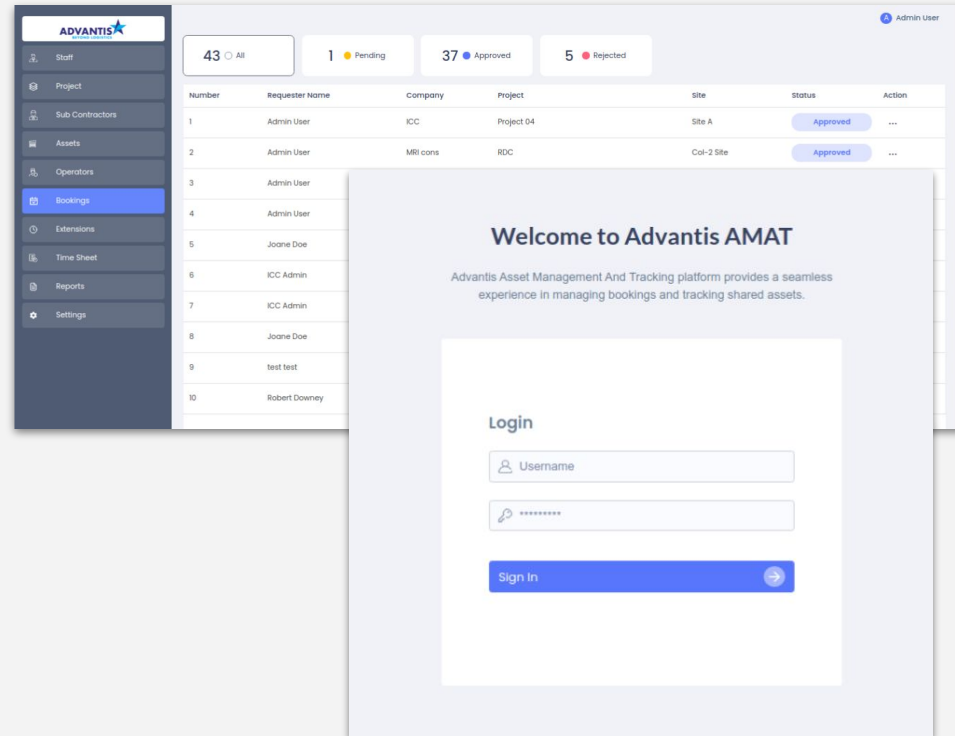 A Admin User
ADVANTIS
BEYOND LOGISTICS
Staff
Project
Sub Contractors
Assets
Operators
Bookings
Extensions
Time Sheet
Reports
Settings
43 All
1 Pending
37 Approved
5 Rejected
Number Requester Name Company Project Site Status Action
1 Admin User ICC Project 04 Site A Approved ...
2 Admin User MRI cons RDC Col-2 Site Approved ...
3 Admin User
4 Admin User
5 Joane Doe
6 ICC Admin
7 ICC Admin
8 Joane Doe
9 test test
10 Robert Downey
Welcome to Advantis AMAT
Advantis Asset Management And Tracking platform provides a seamless
experience in managing bookings and tracking shared assets.
Login
Username
*********
Sign In